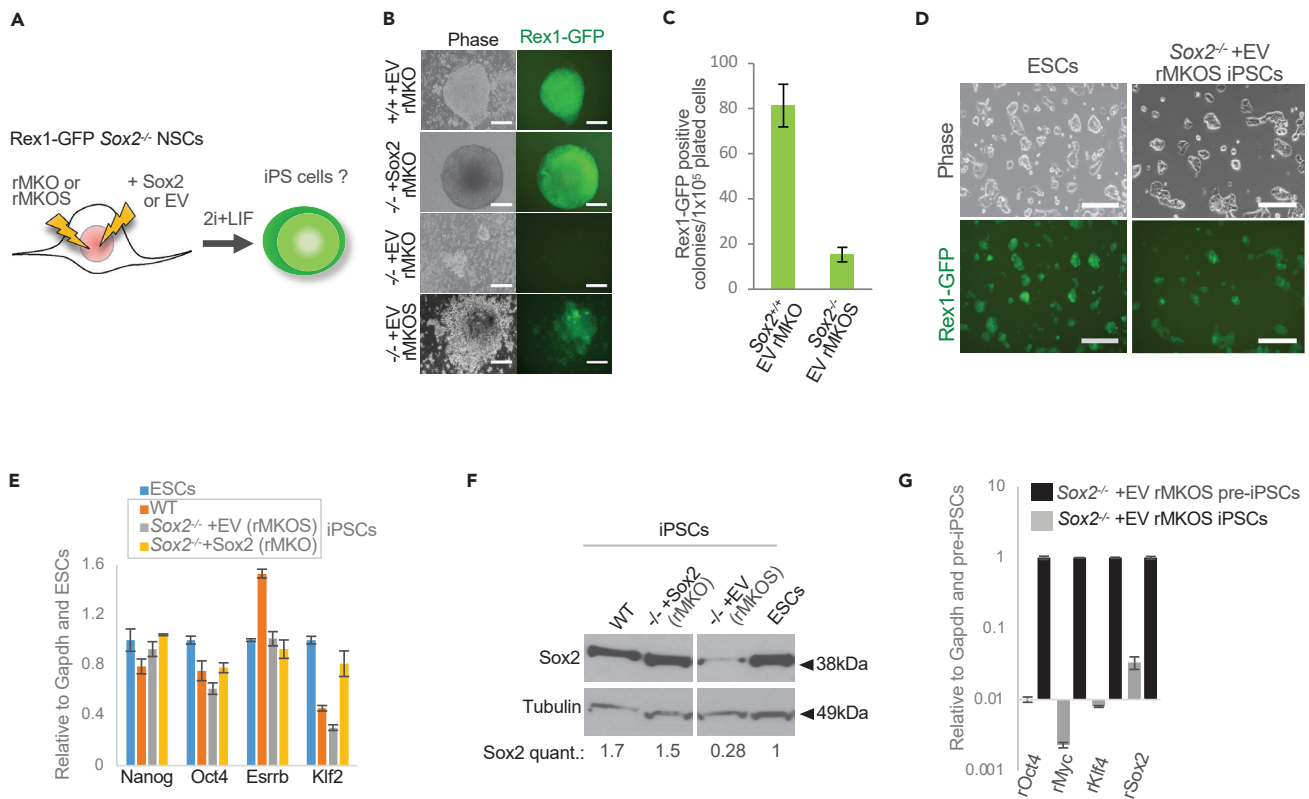 A
Rex1-GFP Sox2-/- NSCs
rMKO or
rMKOS
+ Sox2
or EV
2i+LIF
iPS cells ?
B
Phase
Rex1-GFP
+/+ +EV
rMKO
-/- +Sox2
rMKO
-/- +EV
rMKO
-/- +EV
rMKOS
C
Rex1-GFP positive
colonies/1x10⁵ plated cells
100
80
60
40
20
0
Sox2+/+
EV rMKO
Sox2-/-
EV rMKOS
D
ESCs
Sox2-/- +EV
rMKOS iPSCs
Phase
Rex1-GFP
E
ESCs
WT
Sox2-/- +EV (rMKOS)
Sox2-/-+Sox2 (rMKO)
iPSCs
Relative to Gapdh and ESCs
1.6
1.2
0.8
0.4
0
Nanog
Oct4
Esrrb
Klf2
F
iPSCs
WT
-/- +Sox2
(rMKO)
-/- +EV
(rMKOS)
ESCs
Sox2
38kDa
Tubulin
49kDa
Sox2 quant.: 1.7 1.5 0.28 1
G
Sox2-/- +EV rMKOS pre-iPSCs
Sox2-/- +EV rMKOS iPSCs
Relative to Gapdh and pre-iPSCs
10
1
0.1
0.01
0.001
rOct4
rMyc
rKlf4
rSox2